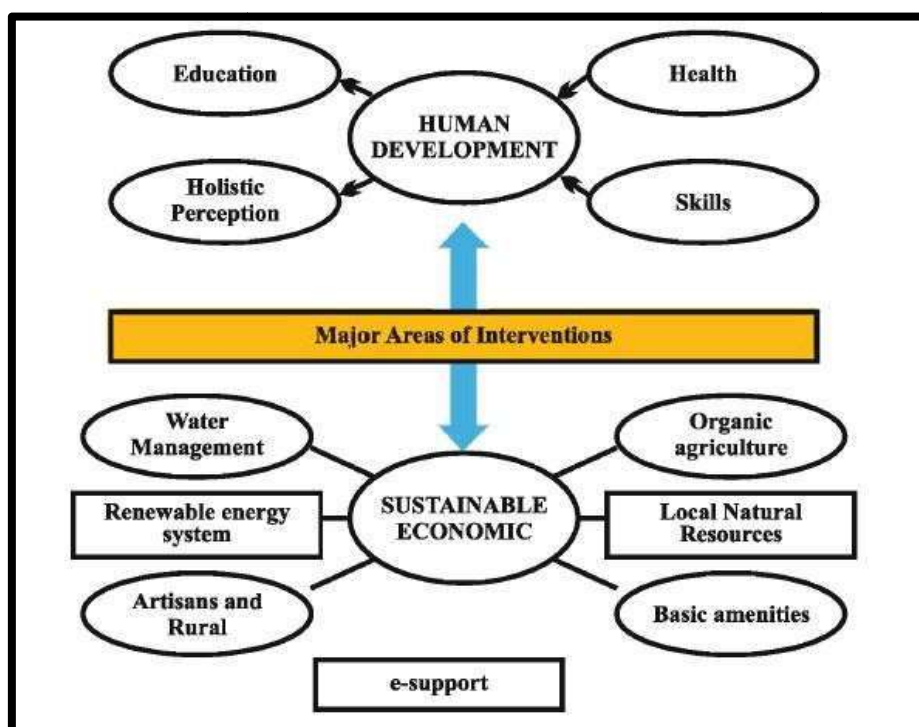 Education
Health
HUMAN
DEVELOPMENT
Holistic
Perception
Skills
Major Areas of Interventions
Water
Management
Organic
agriculture
Renewable energy
system
SUSTAINABLE
ECONOMIC
Local Natural
Resources
Artisans and
Rural
Basic amenities
e-support